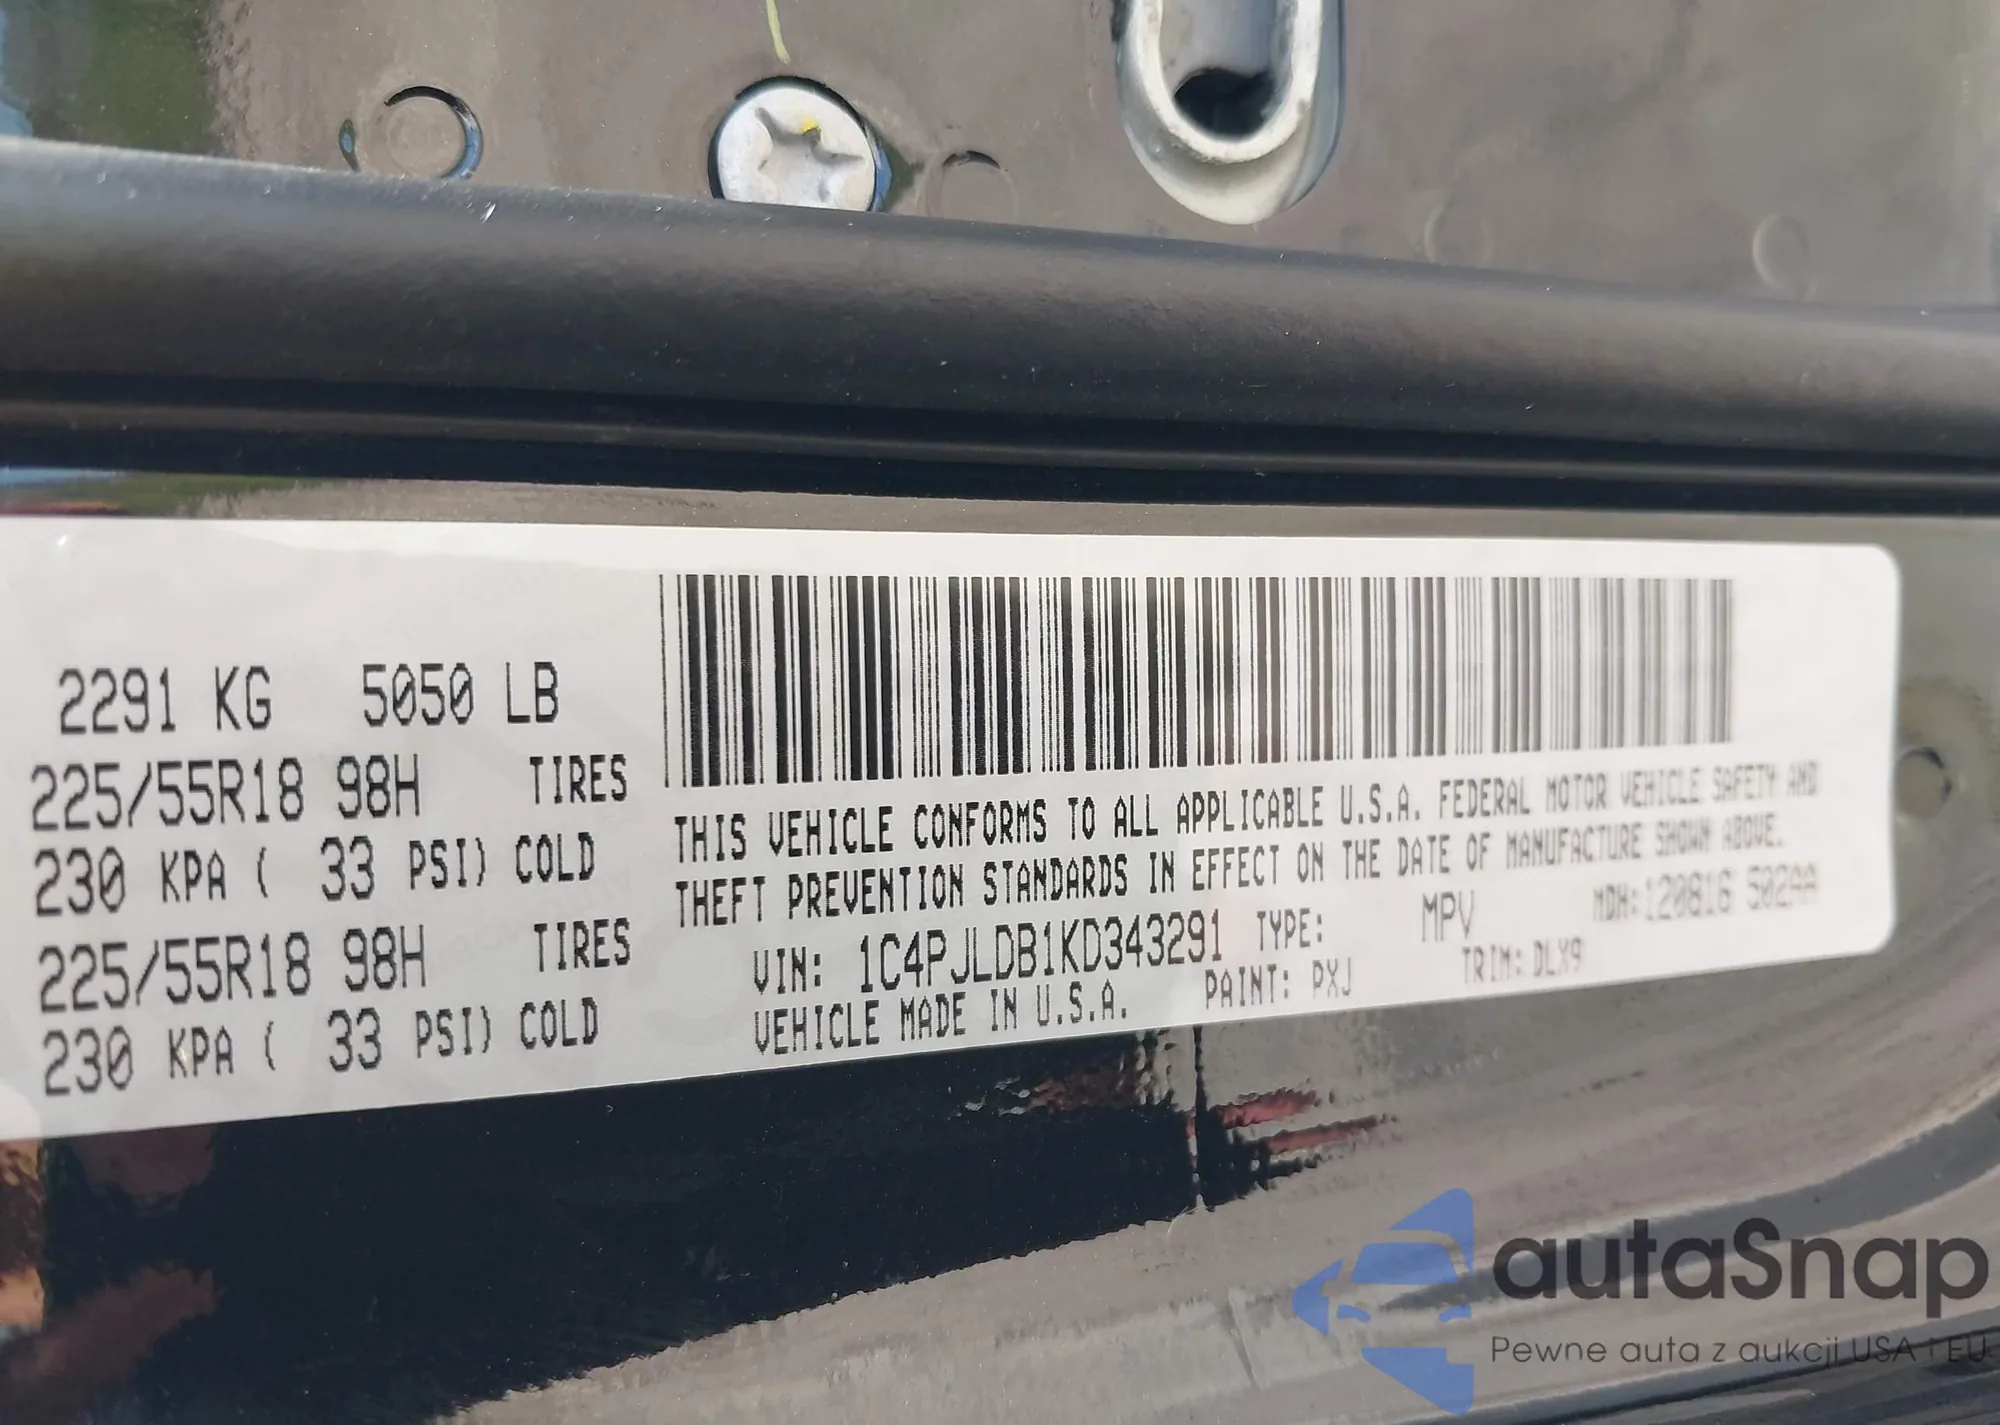 2291 KG 5050 LB
225/55R18 98H TIRES
230 KPA ( 33 PSI) COLD
225/55R18 98H TIRES
230 KPA ( 33 PSI) COLD
THIS VEHICLE CONFORMS TO ALL APPLICABLE U.S.A. FEDERAL MOTOR VEHICLE SAFETY AND
THEFT PREVENTION STANDARDS IN EFFECT ON THE DATE OF MANUFACTURE SHOWN ABOVE.
VIN: 1C4PJLDB1KD343291 TYPE: MPV MDH: 120816 502AA
VEHICLE MADE IN U.S.A. PAINT: PXJ TRIM: DLX9
autaSnap
Pewne auta z aukcji USA i EU